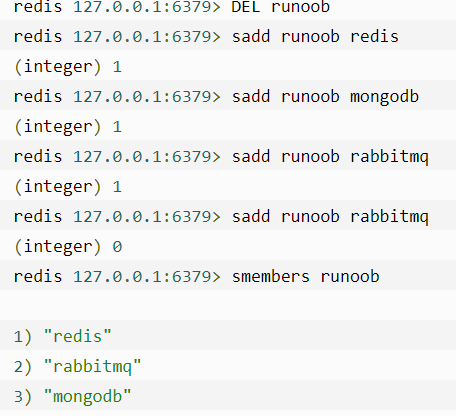 redis 127.0.0.1:6379> DEL runoob
redis 127.0.0.1:6379> sadd runoob redis
(integer) 1
redis 127.0.0.1:6379> sadd runoob mongodb
(integer) 1
redis 127.0.0.1:6379> sadd runoob rabbitmq
(integer) 1
redis 127.0.0.1:6379> sadd runoob rabbitmq
(integer) 0
redis 127.0.0.1:6379> smembers runoob
1) "redis"
2) "rabbitmq"
3) "mongodb"